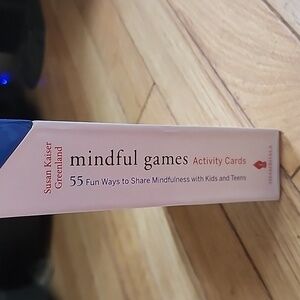 Susan Kaiser
Greenland
mindful games Activity Cards
55 Fun Ways to Share Mindfulness with Kids and Teens